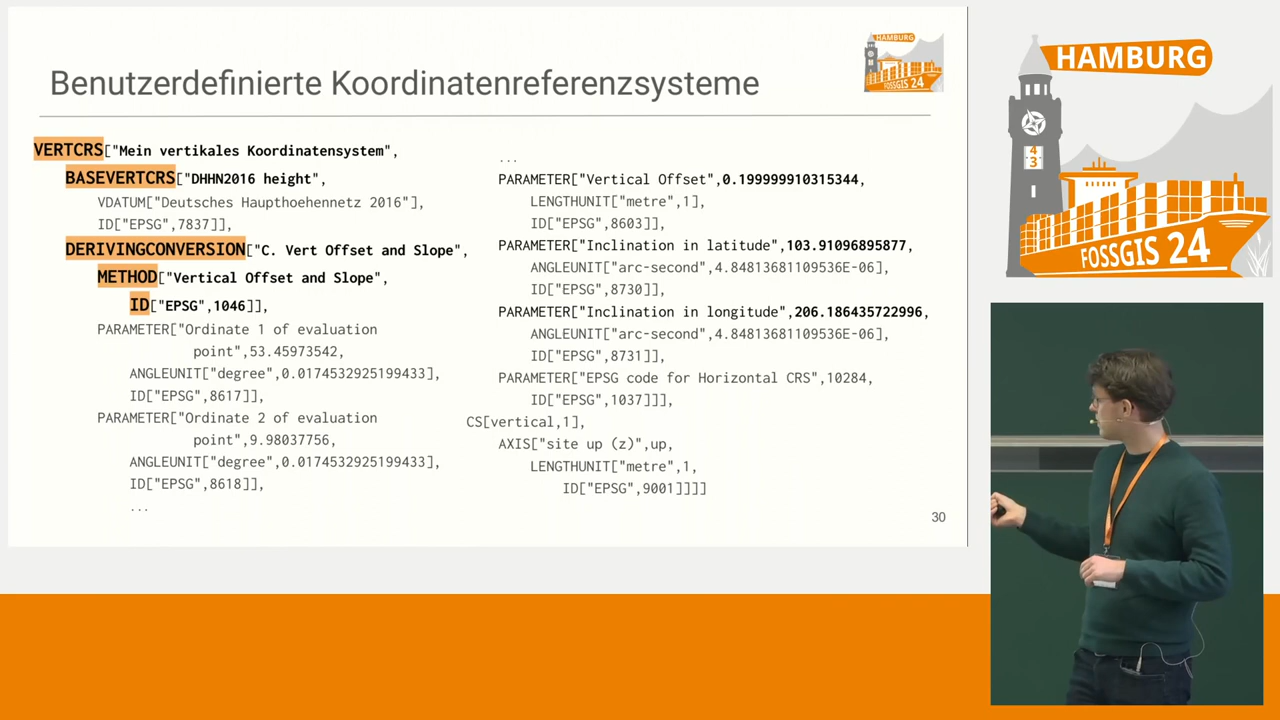 Benutzerdefinierte Koordinatenreferenzsysteme
HAMBURG
FOSSGIS 24
VERTCRS["Mein vertikales Koordinatensystem",
BASEVERTCRS["DHHN2016 height",
VDATUM["Deutsches Haupthoehennetz 2016"],
ID["EPSG",7837]],
DERIVINGCONVERSION["C. Vert Offset and Slope",
METHOD["Vertical Offset and Slope",
ID["EPSG",1046]],
PARAMETER["Ordinate 1 of evaluation
point",53.45973542,
ANGLEUNIT["degree",0.0174532925199433],
ID["EPSG",8617]],
PARAMETER["Ordinate 2 of evaluation
point",9.98037756,
ANGLEUNIT["degree",0.0174532925199433],
ID["EPSG",8618]],
...
...
PARAMETER["Vertical Offset",0.199999910315344,
LENGTHUNIT["metre",1],
ID["EPSG",8603]],
PARAMETER["Inclination in latitude",103.91096895877,
ANGLEUNIT["arc-second",4.84813681109536E-06],
ID["EPSG",8730]],
PARAMETER["Inclination in longitude",206.186435722996,
ANGLEUNIT["arc-second",4.84813681109536E-06],
ID["EPSG",8731]],
PARAMETER["EPSG code for Horizontal CRS",10284,
ID["EPSG",1037]]],
CS[vertical,1],
AXIS["site up (z)",up,
LENGTHUNIT["metre",1,
ID["EPSG",9001]]]]
30
HAMBURG
4
3
FOSSGIS 24